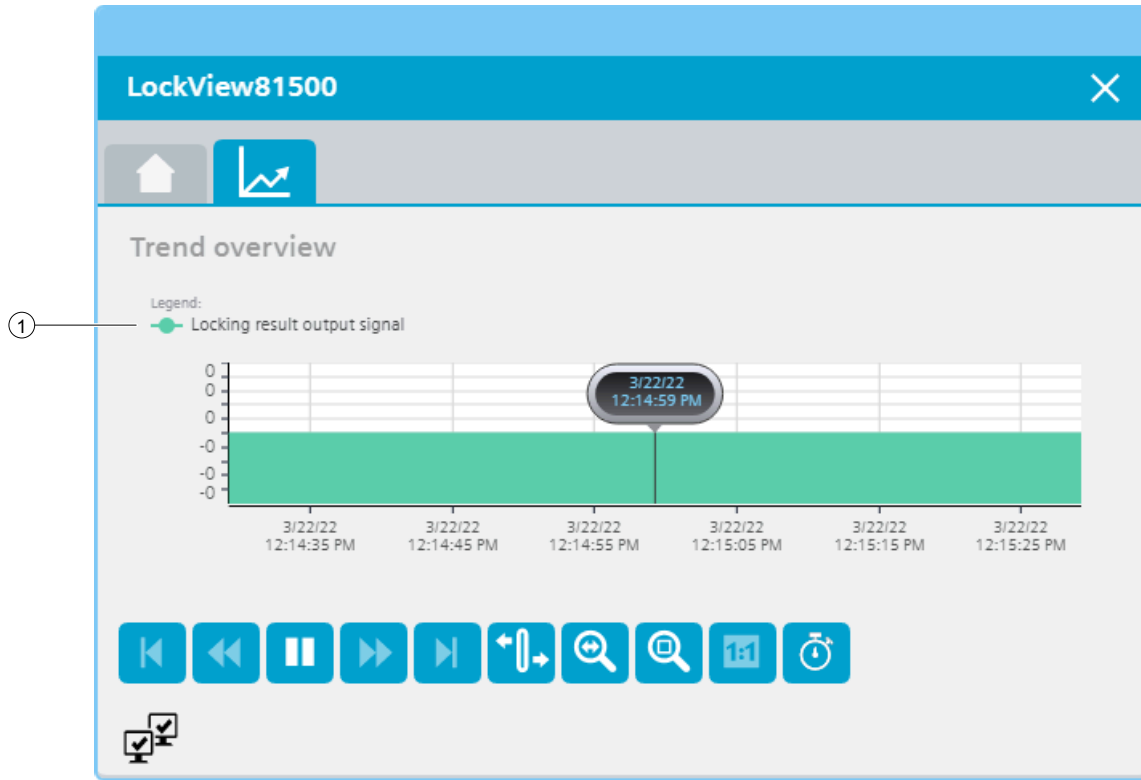 LockView81500
Trend overview
Legend:
1
Locking result output signal
0
0
0
-0
-0
-0
3/22/22
12:14:59 PM
3/22/22
12:14:35 PM
3/22/22
12:14:45 PM
3/22/22
12:14:55 PM
3/22/22
12:15:05 PM
3/22/22
12:15:15 PM
3/22/22
12:15:25 PM
1:1